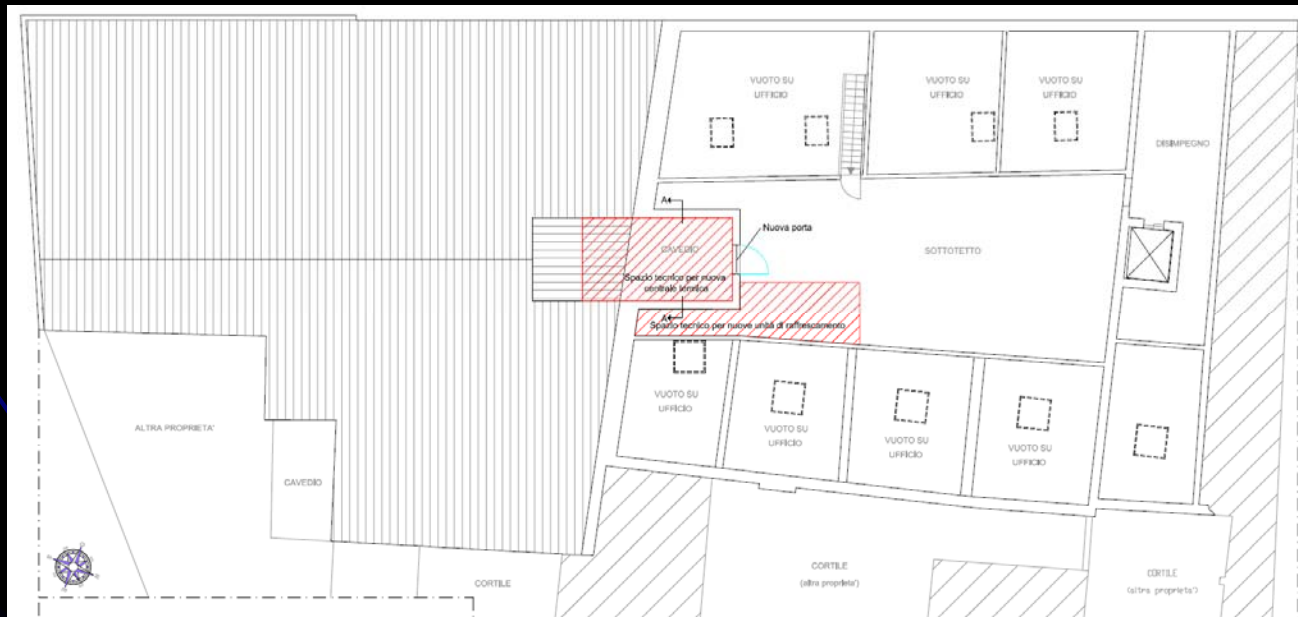 VUOTO SU
UFFICIO
VUOTO SU
UFFICIO
VUOTO SU
UFFICIO
DISIMPEGNO
A
Nuova porta
CAVEDIO
SOTTOTETTO
Spazio tecnico per nuova
centrale termica
A
Spazio tecnico per nuove unità di raffrescamento
VUOTO SU
UFFICIO
VUOTO SU
UFFICIO
VUOTO SU
UFFICIO
VUOTO SU
UFFICIO
ALTRA PROPRIETA'
CAVEDIO
CORTILE
CORTILE
(altra proprieta')
CORTILE
(altra proprieta')